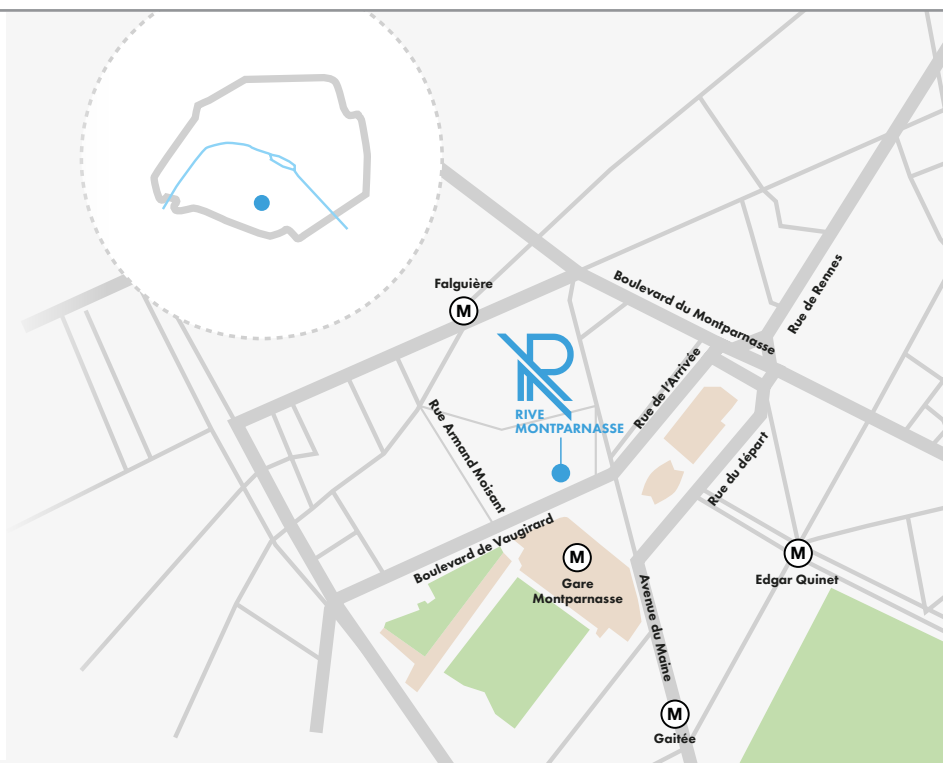 Falguière
M
Boulevard du Montparnasse
Rue de Rennes
R
RIVE
MONTPARNASSE
Rue de l'Arrivée
Rue Armand Moisant
Rue du départ
Boulevard de Vaugirard
M
Gare
Montparnasse
M
Edgar Quinet
Avenue du Maine
M
Gaitée